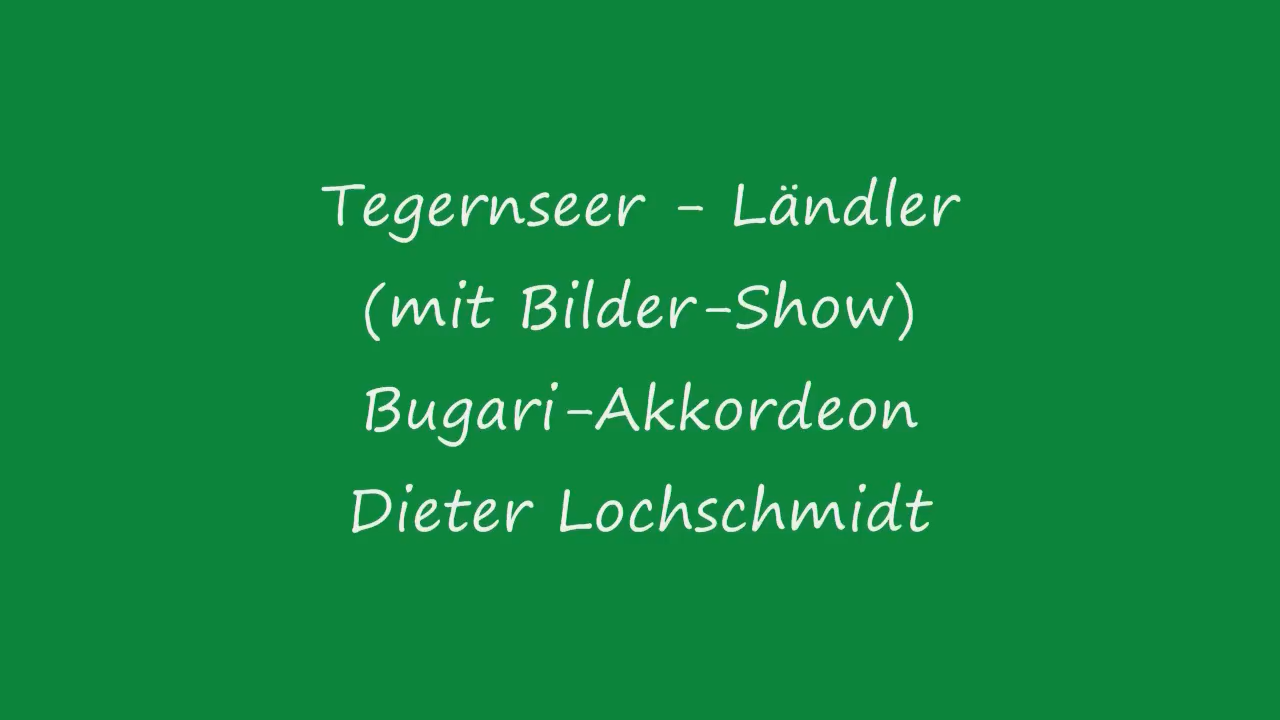 Tegernseer - Ländler
(mit Bilder-Show)
Bugari-Akkordeon
Dieter Lochschmidt